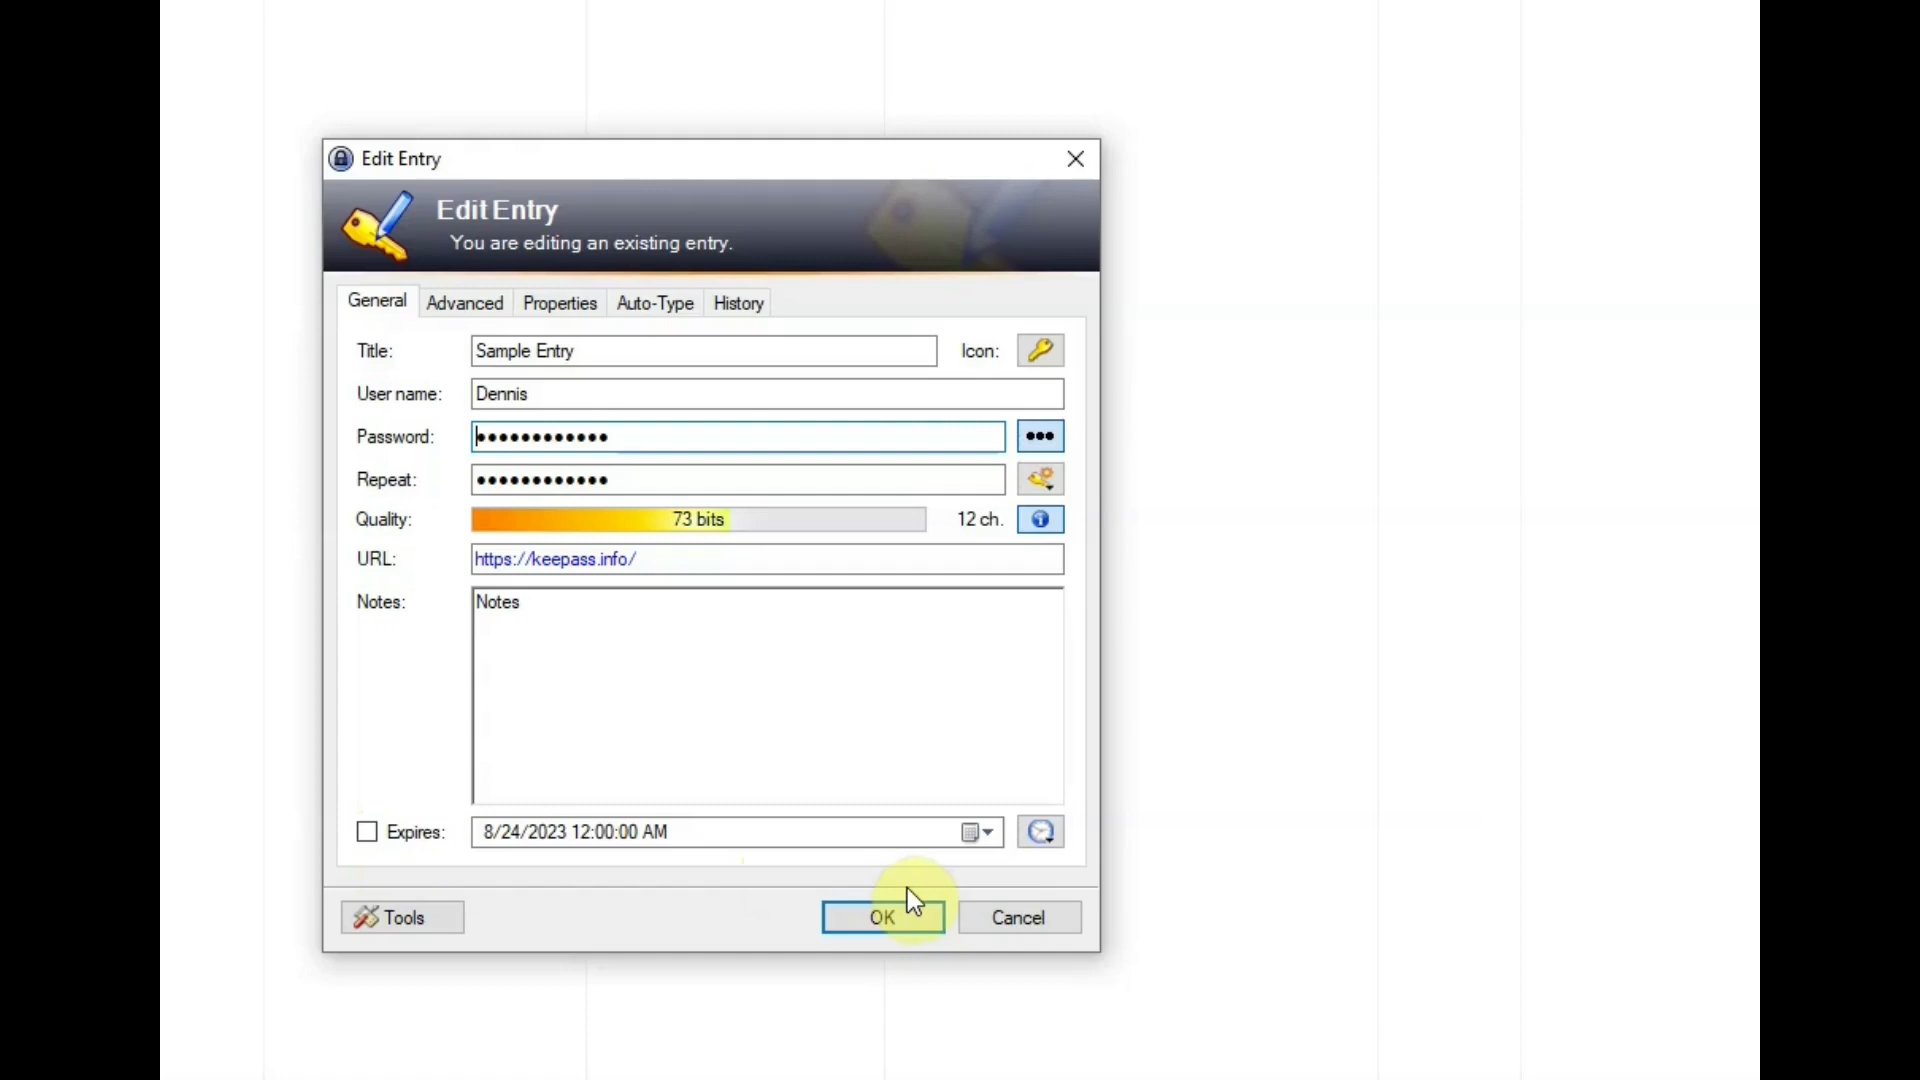 Edit Entry
Edit Entry
You are editing an existing entry.
General Advanced Properties Auto-Type History
Title: Sample Entry Icon:
User name: Dennis
Password: ●●●●●●●●●●●● ●●●
Repeat: ●●●●●●●●●●●●
Quality: 73 bits 12 ch.
URL: https://keepass.info/
Notes: Notes
Expires: 8/24/2023 12:00:00 AM
Tools OK Cancel